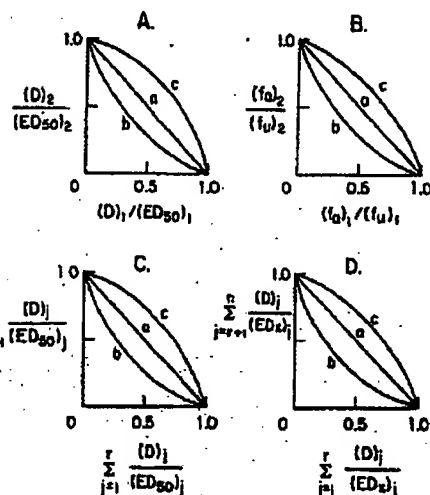 A.
1.0
(D)₂
(ED₅₀)₂
a
b
c
0
0.5
1.0
(D)₁/(ED₅₀)₁
B.
1.0
(fa)₂
(fu)₂
a
b
c
0
0.5
1.0
(fa)₁/(fu)₁
C.
1.0
(D)j
(ED₅₀)j
a
b
c
0
0.5
1.0
r
Σ
j=1
(D)j
(ED₅₀)j
D.
1.0
n
Σ
j=r+1
(D)j
(EDx)j
a
b
c
0
0.5
1.0
r
Σ
j=1
(D)j
(EDx)j